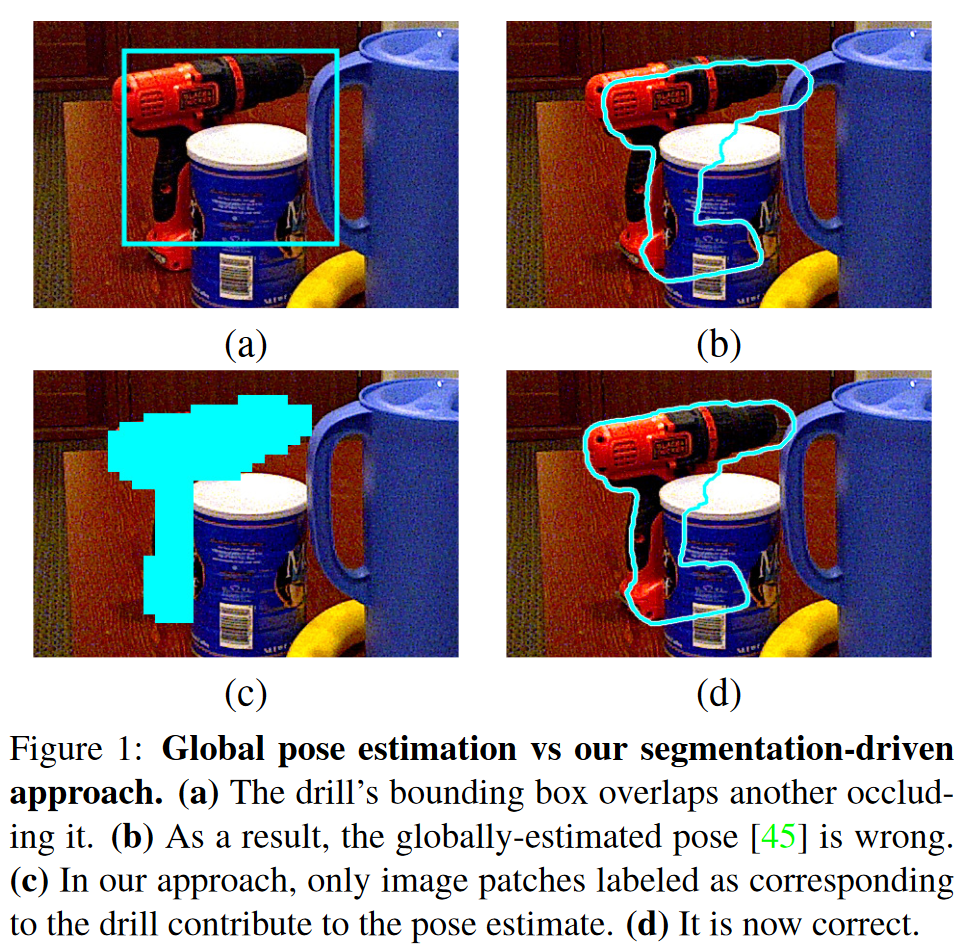 (a)
(b)
(c)
(d)
Figure 1: Global pose estimation vs our segmentation-driven
approach. (a) The drill's bounding box overlaps another occlud-
ing it. (b) As a result, the globally-estimated pose [45] is wrong.
(c) In our approach, only image patches labeled as corresponding
to the drill contribute to the pose estimate. (d) It is now correct.